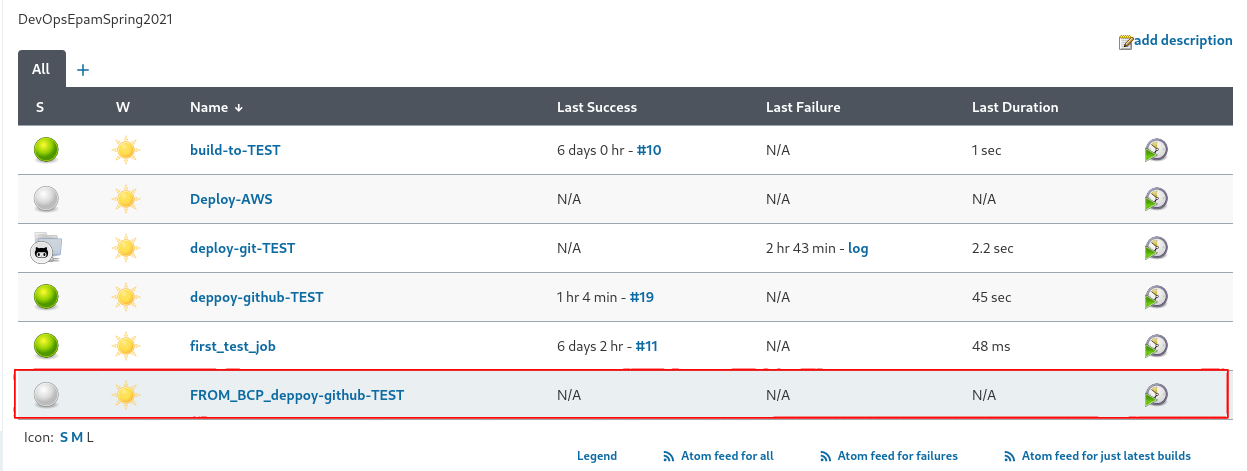 DevOpsEpamSpring2021
add description
All +
S W Name ↓ Last Success Last Failure Last Duration
build-to-TEST 6 days 0 hr - #10 N/A 1 sec
Deploy-AWS N/A N/A N/A
deploy-git-TEST N/A 2 hr 43 min - log 2.2 sec
deppoy-github-TEST 1 hr 4 min - #19 N/A 45 sec
first_test_job 6 days 2 hr - #11 N/A 48 ms
FROM_BCP_deppoy-github-TEST N/A N/A N/A
Icon: S M L
Legend Atom feed for all Atom feed for failures Atom feed for just latest builds